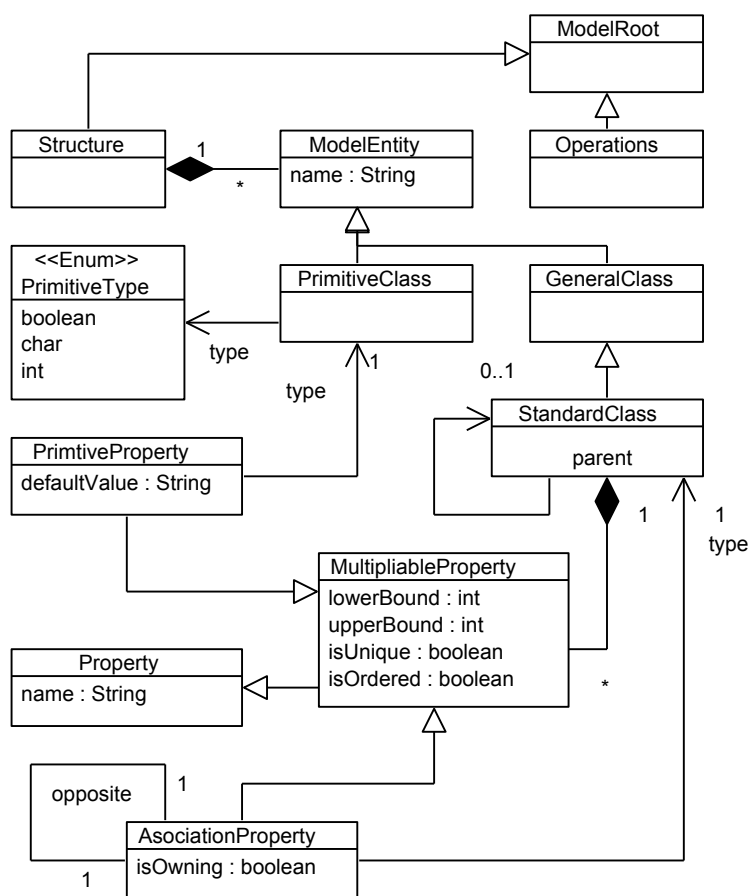 ModelRoot
Structure
1
*
ModelEntity
name : String
Operations
<<Enum>>
PrimitiveType
boolean
char
int
type
PrimitiveClass
GeneralClass
type
1
0..1
StandardClass
parent
PrimtiveProperty
defaultValue : String
1
1
type
MultipliableProperty
lowerBound : int
upperBound : int
isUnique : boolean
isOrdered : boolean
*
Property
name : String
opposite
1
1
AsociationProperty
isOwning : boolean